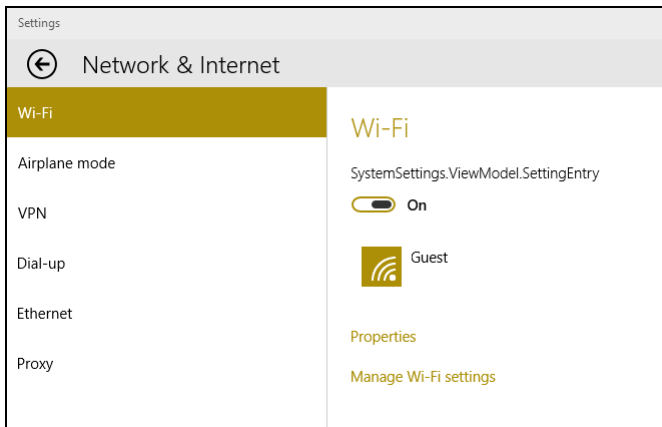 Settings
Network & Internet
Wi-Fi
Airplane mode
VPN
Dial-up
Ethernet
Proxy
Wi-Fi
SystemSettings.ViewModel.SettingEntry
On
Guest
Properties
Manage Wi-Fi settings